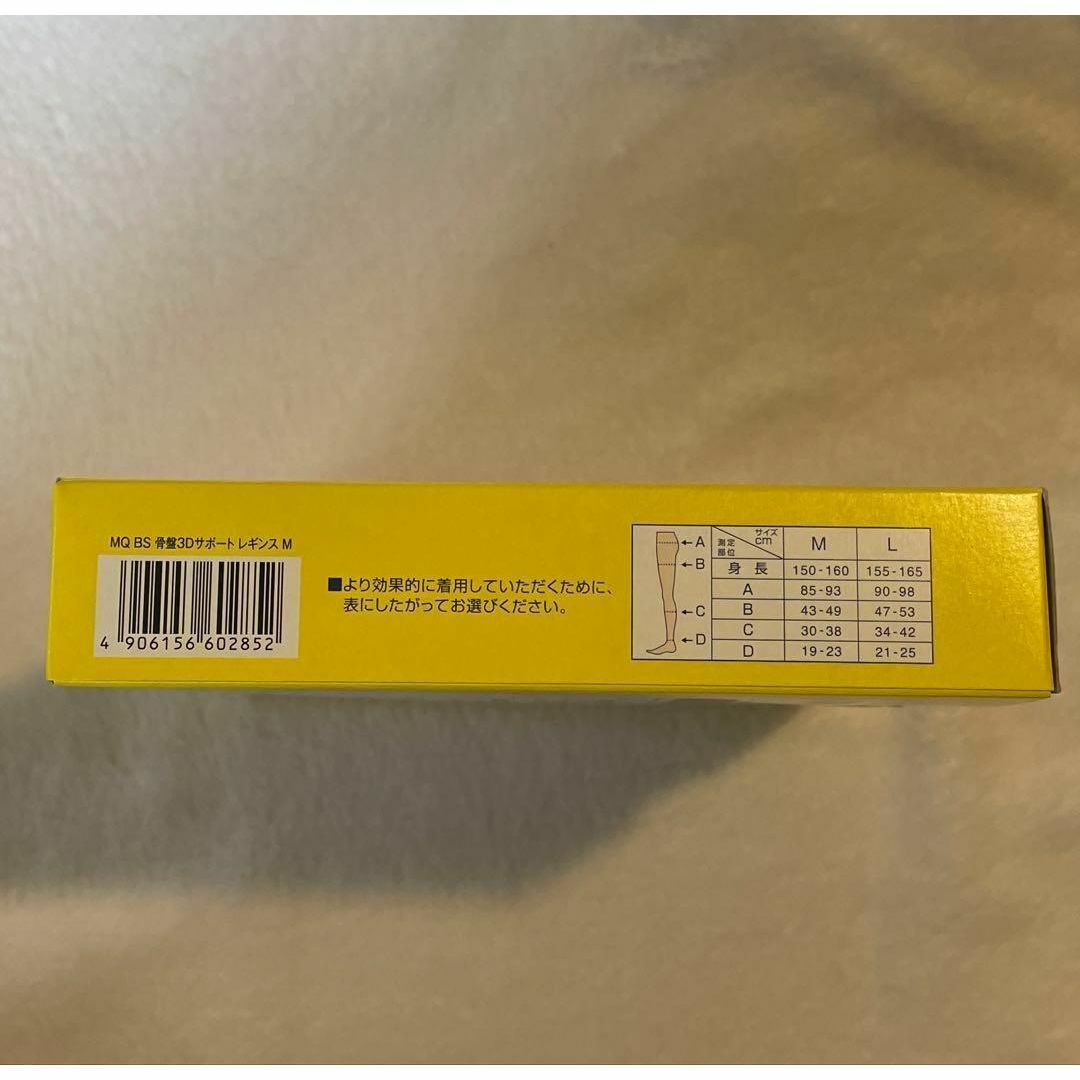 MQ BS 骨盤3Dサポート レギンス M
4 906156 602852
■より効果的に着用していただくために、
表にしたがってお選びください。
←A
←B
←C
←D
サイズ
cm
測定
部位
M L
身長 150-160 155-165
A 85-93 90-98
B 43-49 47-53
C 30-38 34-42
D 19-23 21-25